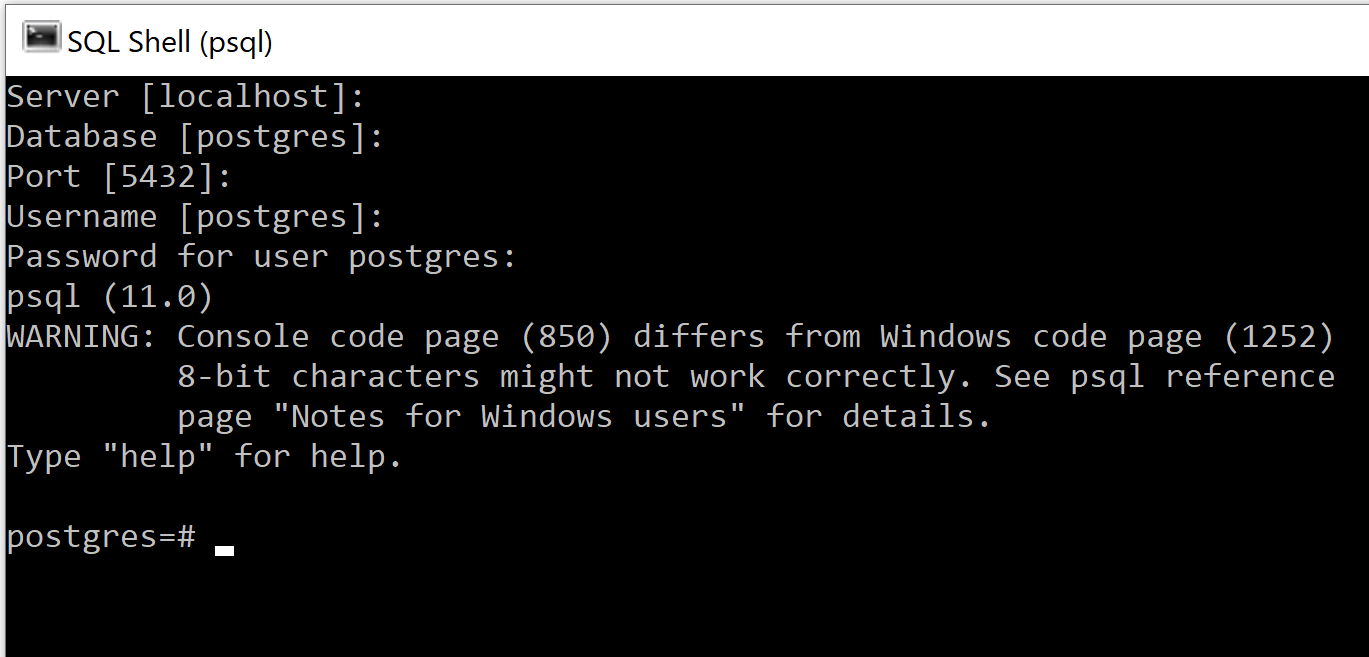 SQL Shell (psql)
Server [localhost]:
Database [postgres]:
Port [5432]:
Username [postgres]:
Password for user postgres:
psql (11.0)
WARNING: Console code page (850) differs from Windows code page (1252)
8-bit characters might not work correctly. See psql reference
page "Notes for Windows users" for details.
Type "help" for help.
postgres=#